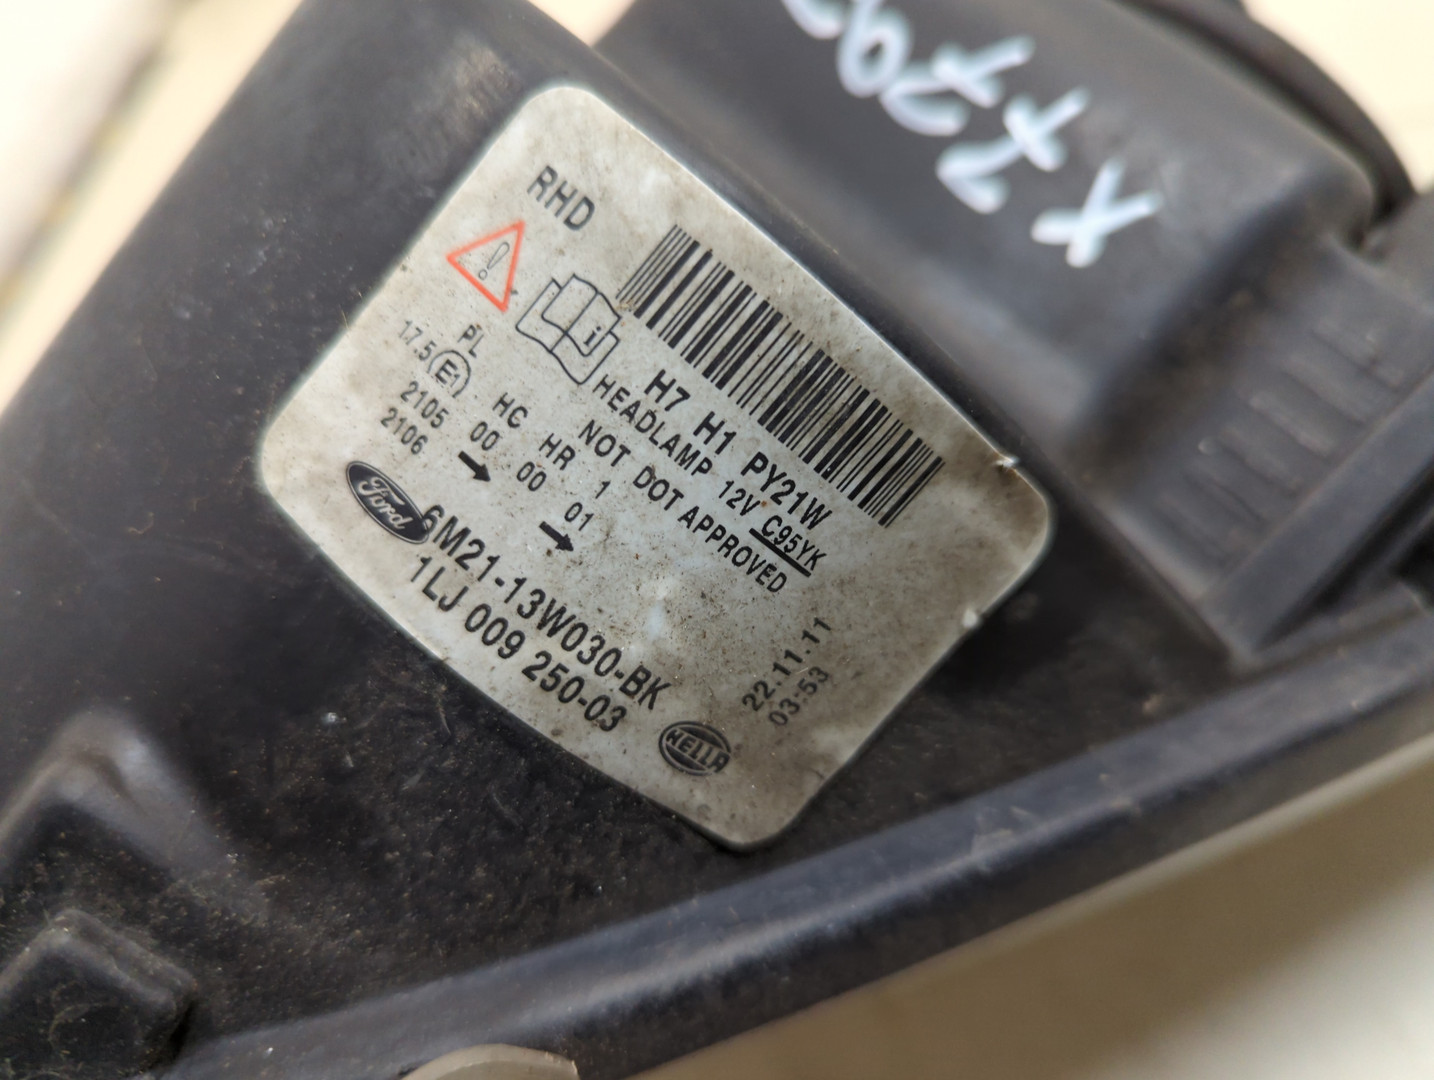 RHD
H7 H1 PY21W
HEADLAMP 12V C95YK
NOT DOT APPROVED
PL HC HR 1
17.5 E1 00 00 01
2105
2106
Ford
6M21-13W030-BK
1LJ 009 250-03
22.11.11
03:53
HELLA